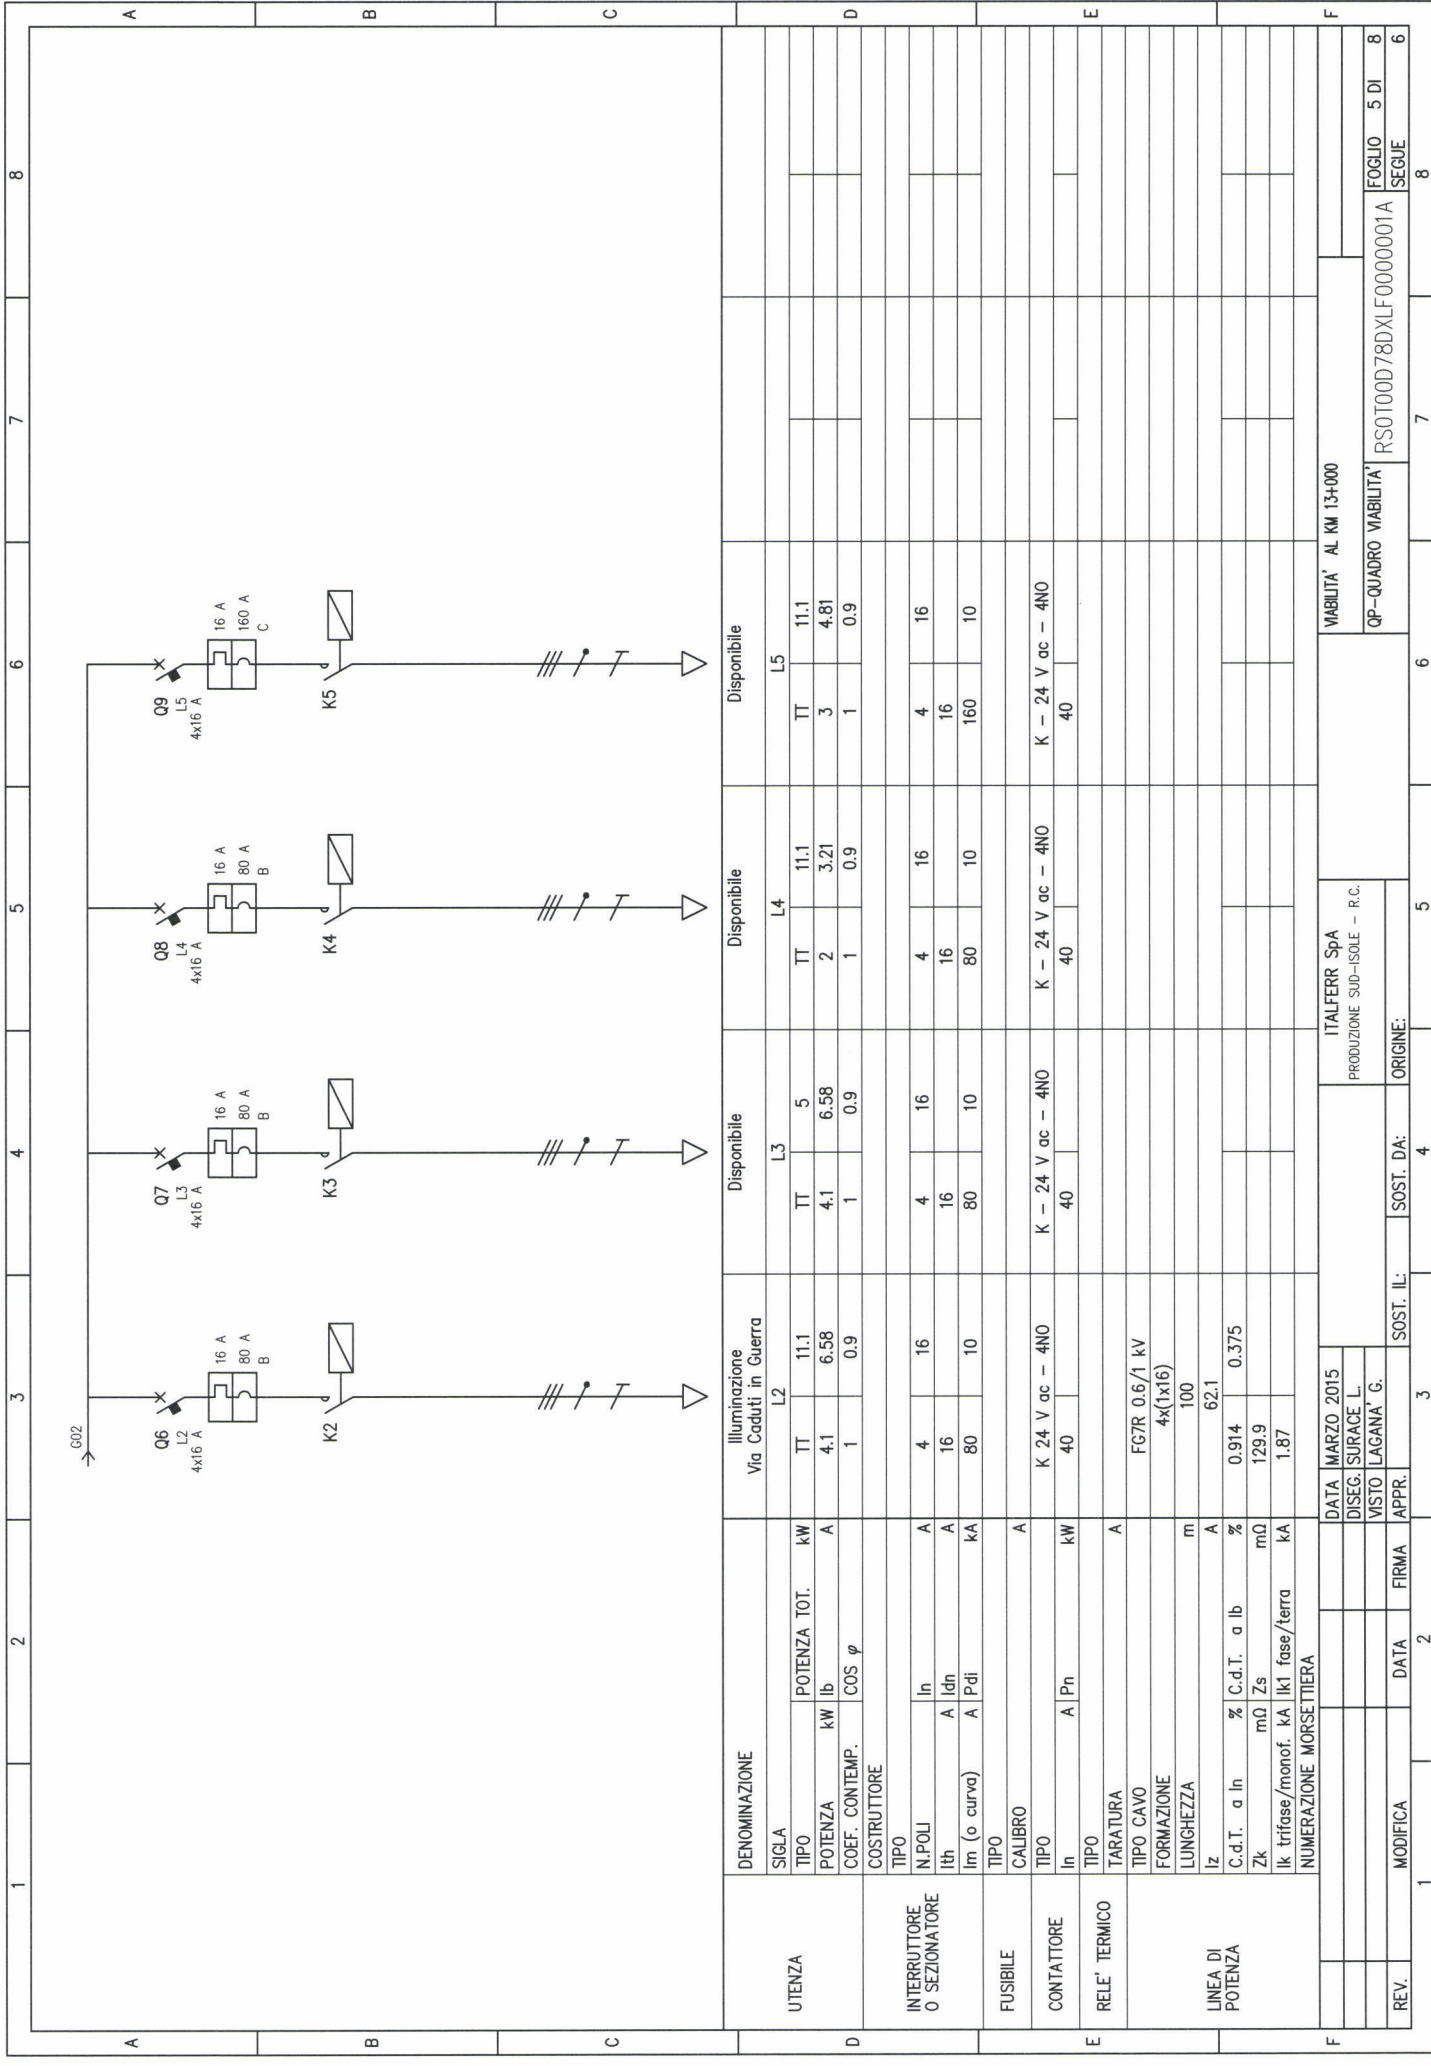 1 2 3 4 5 6 7 8
A A
B B
C C
D D
E E
F F
G02
Q6 Q7 Q8 Q9
L2 L3 L4 L5
4x16 A 4x16 A 4x16 A 4x16 A
16 A 16 A 16 A 16 A
80 A 80 A 80 A 160 A
B B B C
K2 K3 K4 K5
UTENZA
DENOMINAZIONE Illuminazione Disponibile Disponibile Disponibile
Via Caduti in Guerra
SIGLA L2 L3 L4 L5
TIPO POTENZA TOT. kW TT 11.1 TT 5 TT 11.1 TT 11.1
POTENZA kW Ib A 4.1 6.58 4.1 6.58 2 3.21 3 4.81
COEF. CONTEMP. COS φ 1 0.9 1 0.9 1 0.9 1 0.9
COSTRUTTORE
INTERRUTTORE
O SEZIONATORE
TIPO
N.POLI In A 4 16 4 16 4 16 4 16
Ith A Idn A 16 16 16 16
Im (o curva) A Pdi kA 80 10 80 10 80 10 160 10
FUSIBILE
TIPO
CALIBRO A
CONTATTORE
TIPO K 24 V ac - 4NO K - 24 V ac - 4NO K - 24 V ac - 4NO K - 24 V ac - 4NO
In A Pn kW 40 40 40 40
RELE' TERMICO
TIPO
TARATURA A
LINEA DI
POTENZA
TIPO CAVO FG7R 0.6/1 kV
FORMAZIONE 4x(1x16)
LUNGHEZZA m 100
Iz A 62.1
C.d.T. a In % C.d.T. a Ib % 0.914 0.375
Zk mΩ Zs mΩ 129.9
Ik trifase/monof. kA Ik1 fase/terra kA 1.87
NUMERAZIONE MORSETTIERA
DATA MARZO 2015
DISEG. SURACE L.
VISTO LAGANA' G.
REV. MODIFICA DATA FIRMA APPR. SOST. IL: SOST. DA: ORIGINE:
ITALFERR SpA
PRODUZIONE SUD-ISOLE - R.C.
VIABILITA' AL KM 13+000
QP-QUADRO VIABILITA'
RS0T00D78DXLF0000001A
FOGLIO 5 DI 8
SEGUE 6
1 2 3 4 5 6 7 8